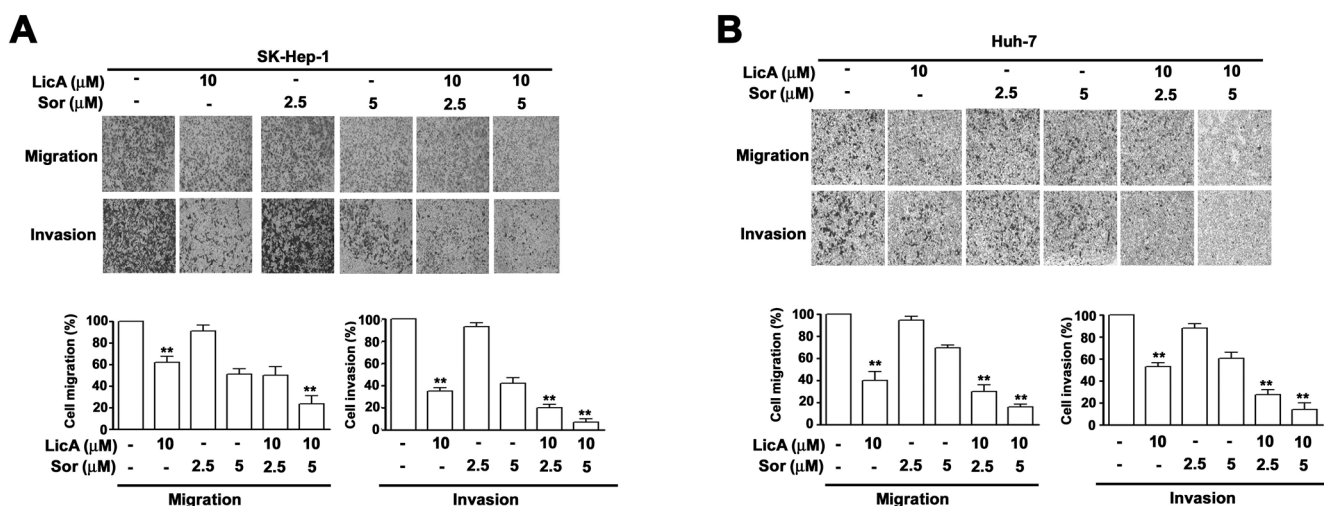 A
SK-Hep-1
LicA (μM) - 10 - - 10 10
Sor (μM) - - 2.5 5 2.5 5
Migration
Invasion
Cell migration (%)
100
80
60
40
20
0
**
**
LicA (μM) - 10 - - 10 10
Sor (μM) - - 2.5 5 2.5 5
Migration
Cell invasion (%)
100
80
60
40
20
0
**
**
**
- 10 - - 10 10
- - 2.5 5 2.5 5
Invasion
B
Huh-7
LicA (μM) - 10 - - 10 10
Sor (μM) - - 2.5 5 2.5 5
Migration
Invasion
Cell migration (%)
100
80
60
40
20
0
**
**
**
LicA (μM) - 10 - - 10 10
Sor (μM) - - 2.5 5 2.5 5
Migration
Cell invasion (%)
100
80
60
40
20
0
**
**
**
- 10 - - 10 10
- - 2.5 5 2.5 5
Invasion